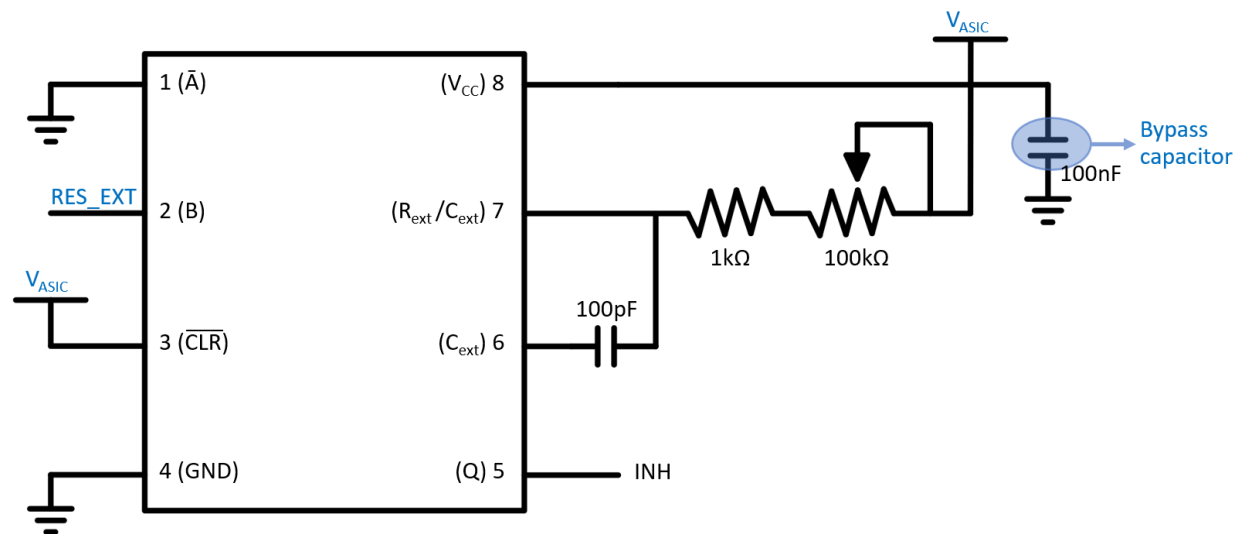 V_ASIC
1 (Ā)
(V_CC) 8
Bypass
capacitor
100nF
RES_EXT
2 (B)
(R_ext/C_ext) 7
1kΩ
100kΩ
V_ASIC
100pF
3 (C̅L̅R̅)
(C_ext) 6
4 (GND)
(Q) 5
INH